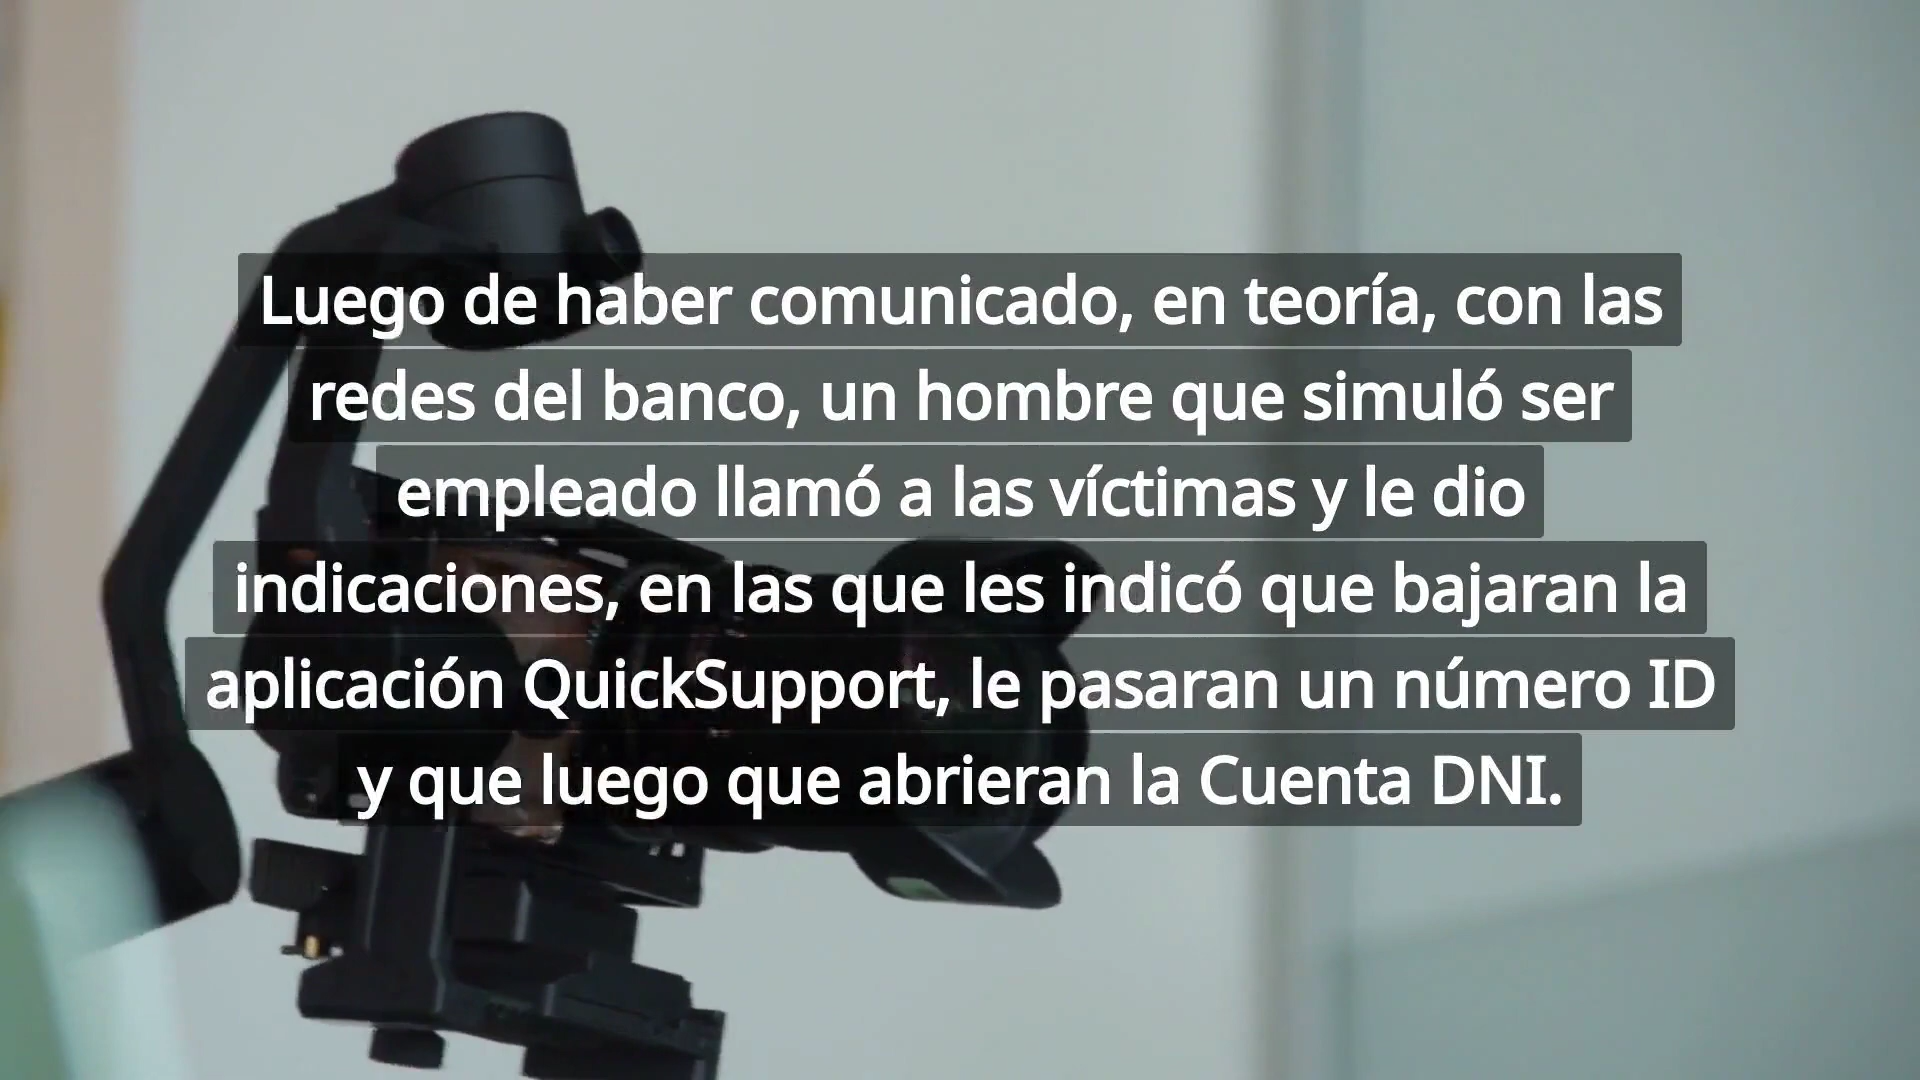 Luego de haber comunicado, en teoría, con las
redes del banco, un hombre que simuló ser
empleado llamó a las víctimas y le dio
indicaciones, en las que les indicó que bajaran la
aplicación QuickSupport, le pasaran un número ID
y que luego que abrieran la Cuenta DNI.